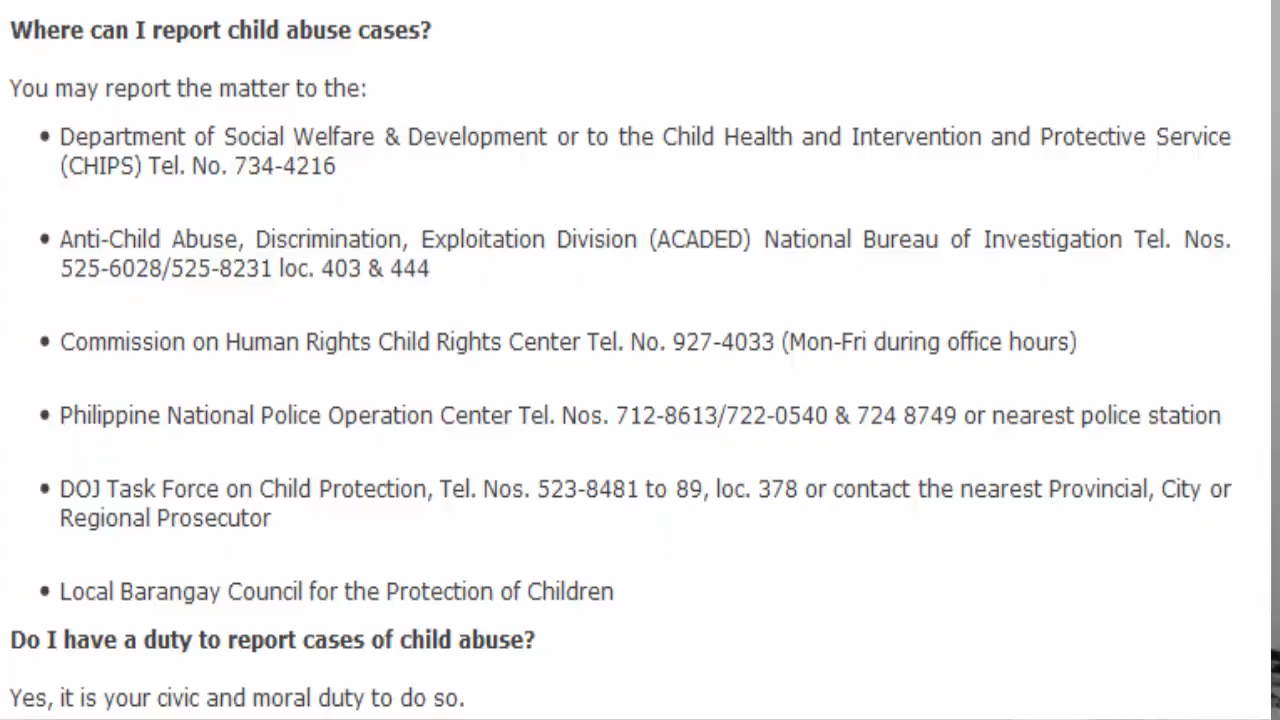 Where can I report child abuse cases?
You may report the matter to the:
• Department of Social Welfare & Development or to the Child Health and Intervention and Protective Service
(CHIPS) Tel. No. 734-4216
• Anti-Child Abuse, Discrimination, Exploitation Division (ACADED) National Bureau of Investigation Tel. Nos.
525-6028/525-8231 loc. 403 & 444
• Commission on Human Rights Child Rights Center Tel. No. 927-4033 (Mon-Fri during office hours)
• Philippine National Police Operation Center Tel. Nos. 712-8613/722-0540 & 724 8749 or nearest police station
• DOJ Task Force on Child Protection, Tel. Nos. 523-8481 to 89, loc. 378 or contact the nearest Provincial, City or
Regional Prosecutor
• Local Barangay Council for the Protection of Children
Do I have a duty to report cases of child abuse?
Yes, it is your civic and moral duty to do so.